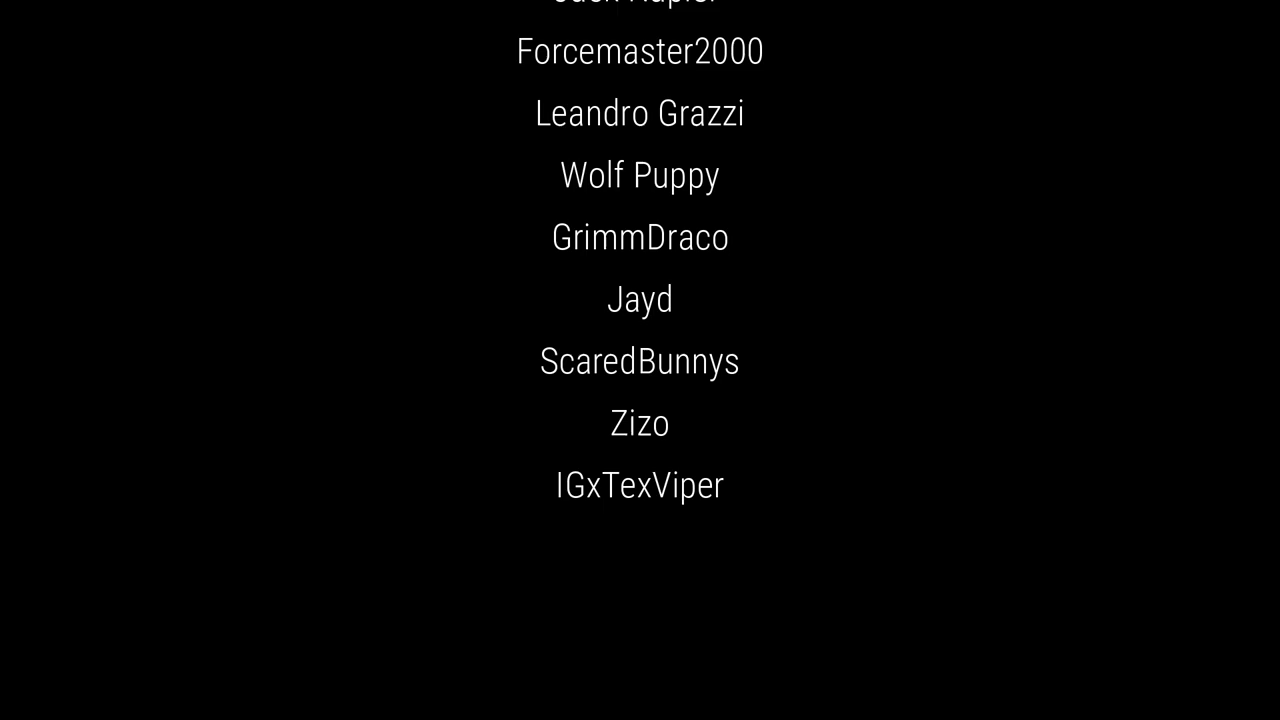 Forcemaster2000
Leandro Grazzi
Wolf Puppy
GrimmDraco
Jayd
ScaredBunnys
Zizo
IGxTexViper